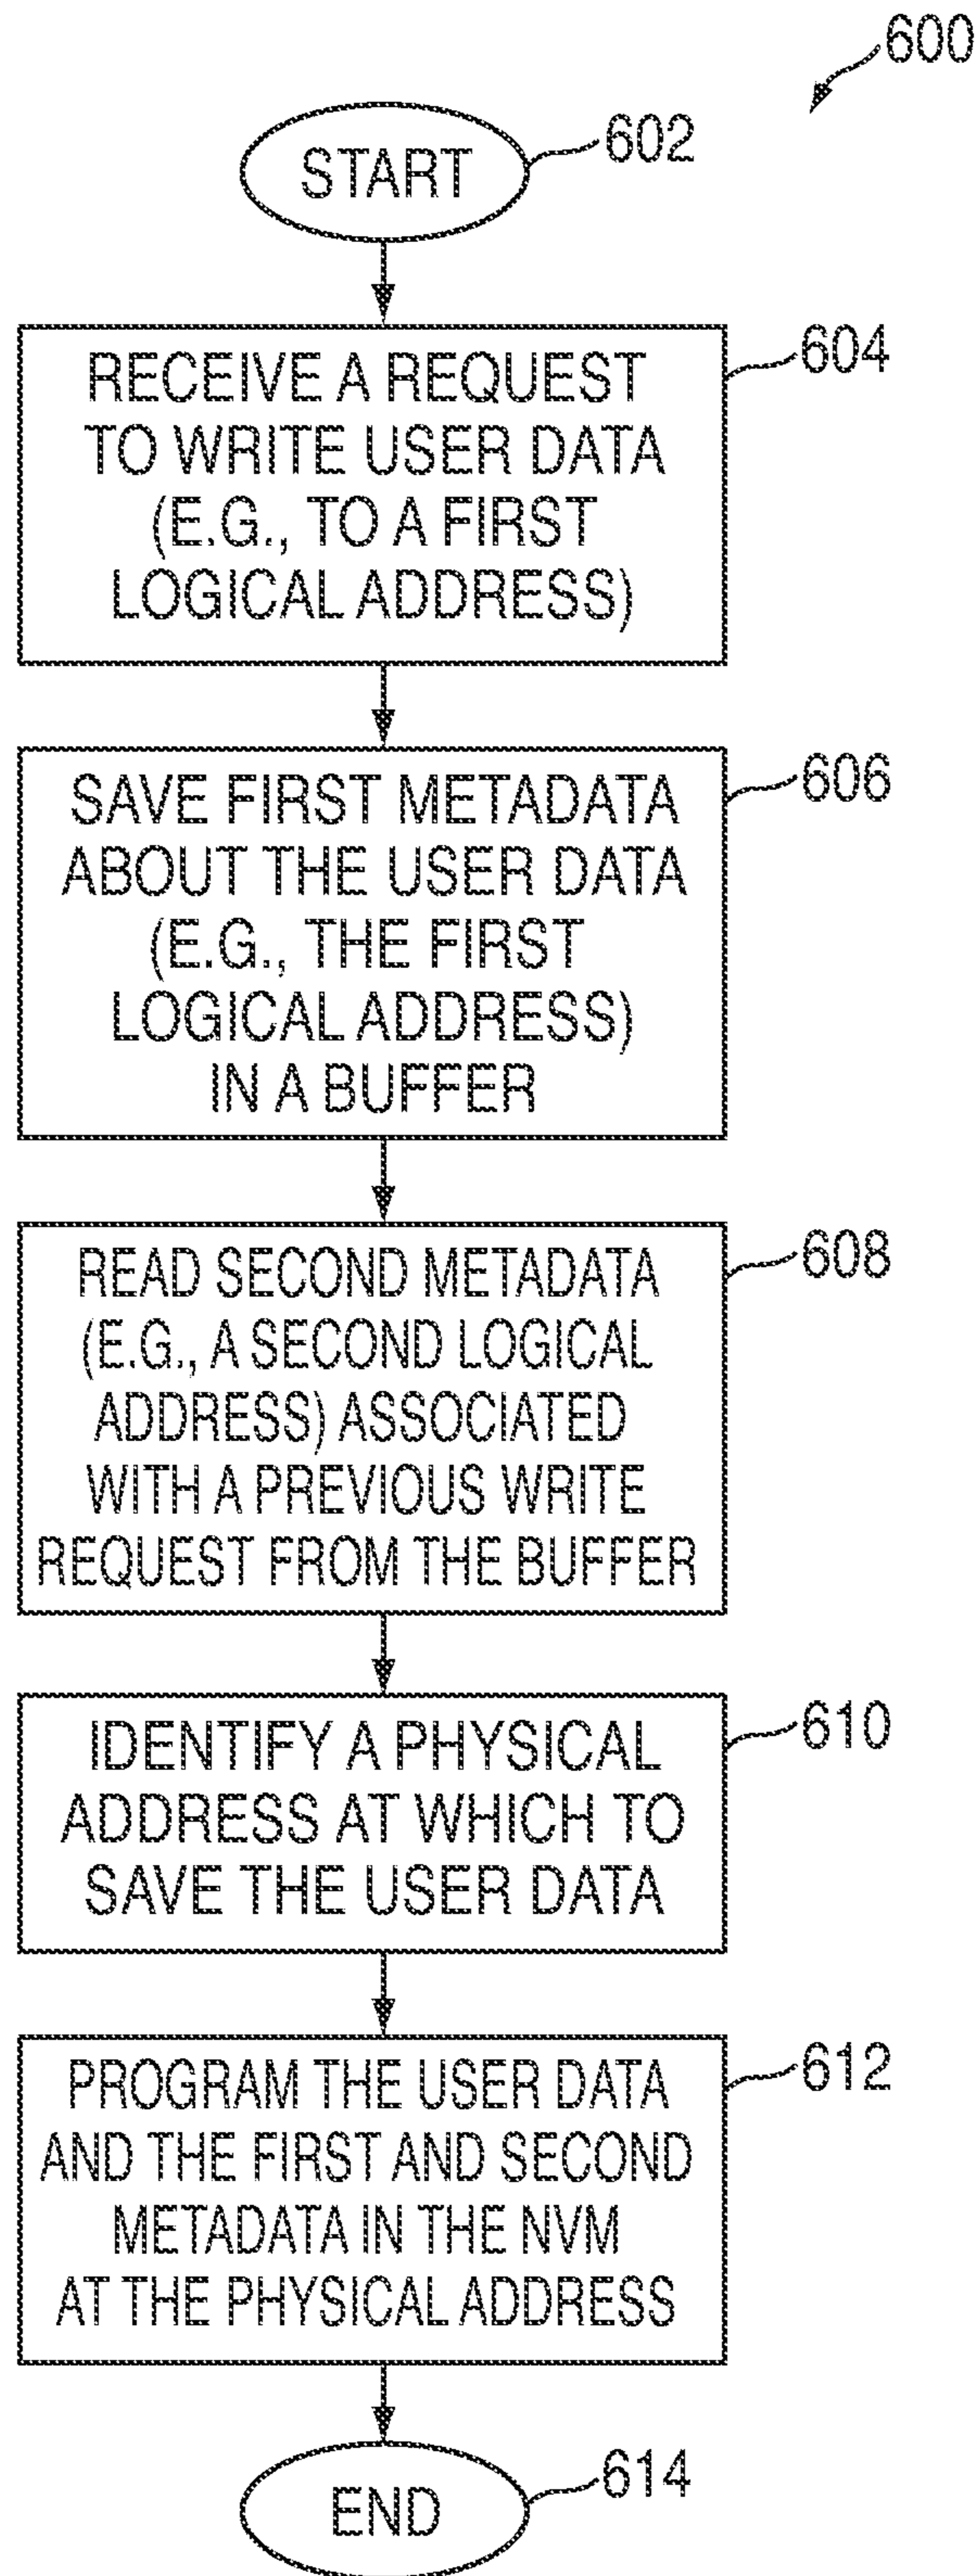 600
START
602
RECEIVE A REQUEST
TO WRITE USER DATA
(E.G., TO A FIRST
LOGICAL ADDRESS)
604
SAVE FIRST METADATA
ABOUT THE USER DATA
(E.G., THE FIRST
LOGICAL ADDRESS)
IN A BUFFER
606
READ SECOND METADATA
(E.G., A SECOND LOGICAL
ADDRESS) ASSOCIATED
WITH A PREVIOUS WRITE
REQUEST FROM THE BUFFER
608
IDENTIFY A PHYSICAL
ADDRESS AT WHICH TO
SAVE THE USER DATA
610
PROGRAM THE USER DATA
AND THE FIRST AND SECOND
METADATA IN THE NVM
AT THE PHYSICAL ADDRESS
612
END
614